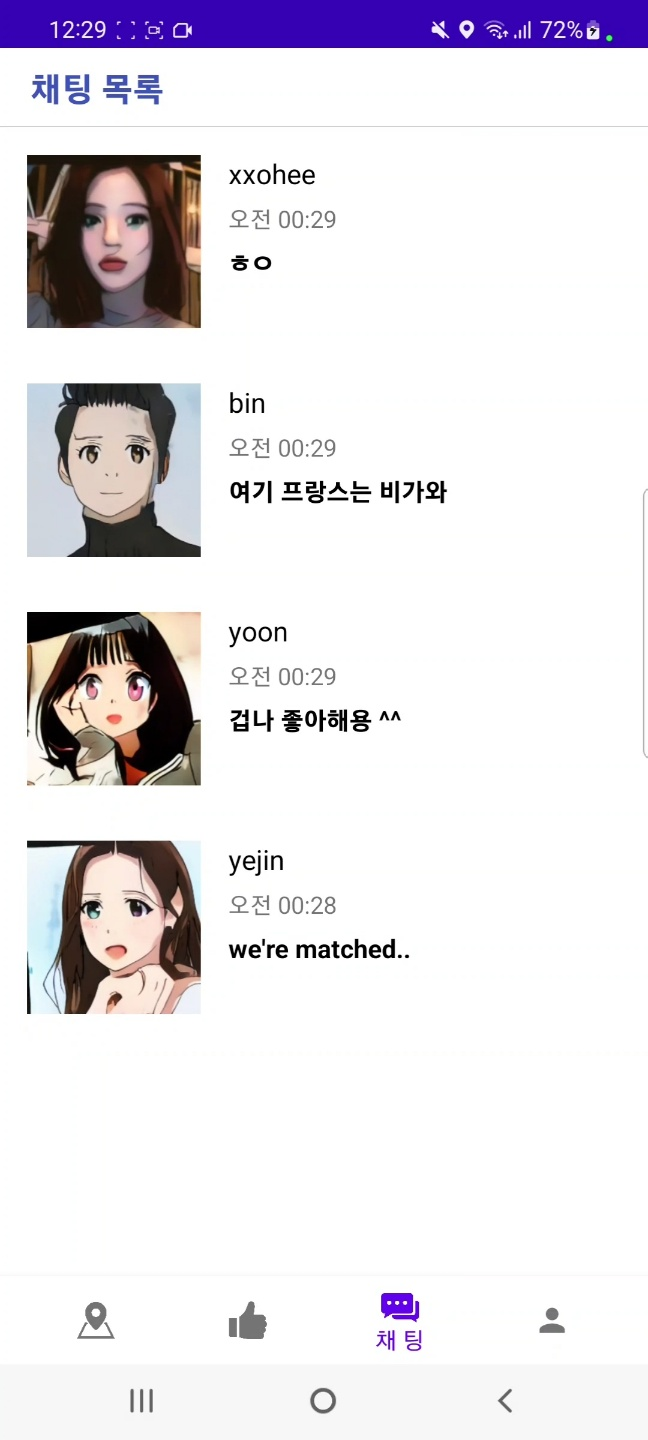 12:29
72%
채팅 목록
xxohee
오전 00:29
ㅎㅇ
bin
오전 00:29
여기 프랑스는 비가와
yoon
오전 00:29
겁나 좋아해용 ^^
yejin
오전 00:28
we're matched..
채 팅